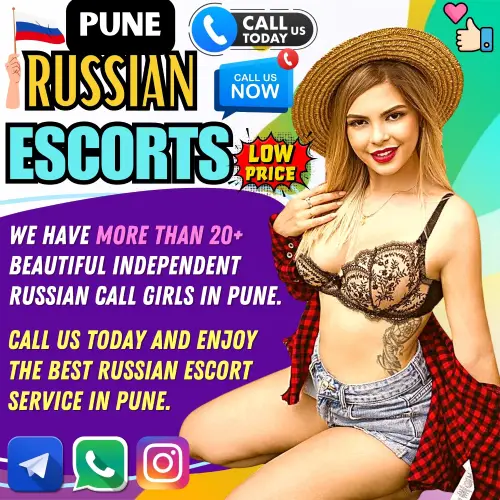 PUNE
CALL
TODAY US
RUSSIAN
CALL US
NOW
ESCORTS
LOW
PRICE
WE HAVE MORE THAN 20+
BEAUTIFUL INDEPENDENT
RUSSIAN CALL GIRLS IN PUNE.
CALL US TODAY AND ENJOY
THE BEST RUSSIAN ESCORT
SERVICE IN PUNE.